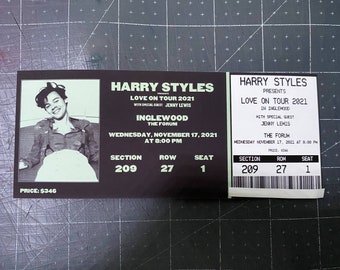 HARRY STYLES
LOVE ON TOUR 2021
WITH SPECIAL GUEST JENNY LEWIS
INGLEWOOD
THE FORUM
WEDNESDAY, NOVEMBER 17, 2021
AT 8:00 PM
SECTION ROW SEAT
209 27 1
PRICE: $346
HARRY STYLES
PRESENTS
LOVE ON TOUR 2021
IN INGLEWOOD
WITH SPECIAL GUEST
JENNY LEWIS
THE FORUM
WEDNESDAY NOVEMBER 17, 2021 @ 8:00 PM
PRICE: $346
SECTION ROW SEAT
209 27 1